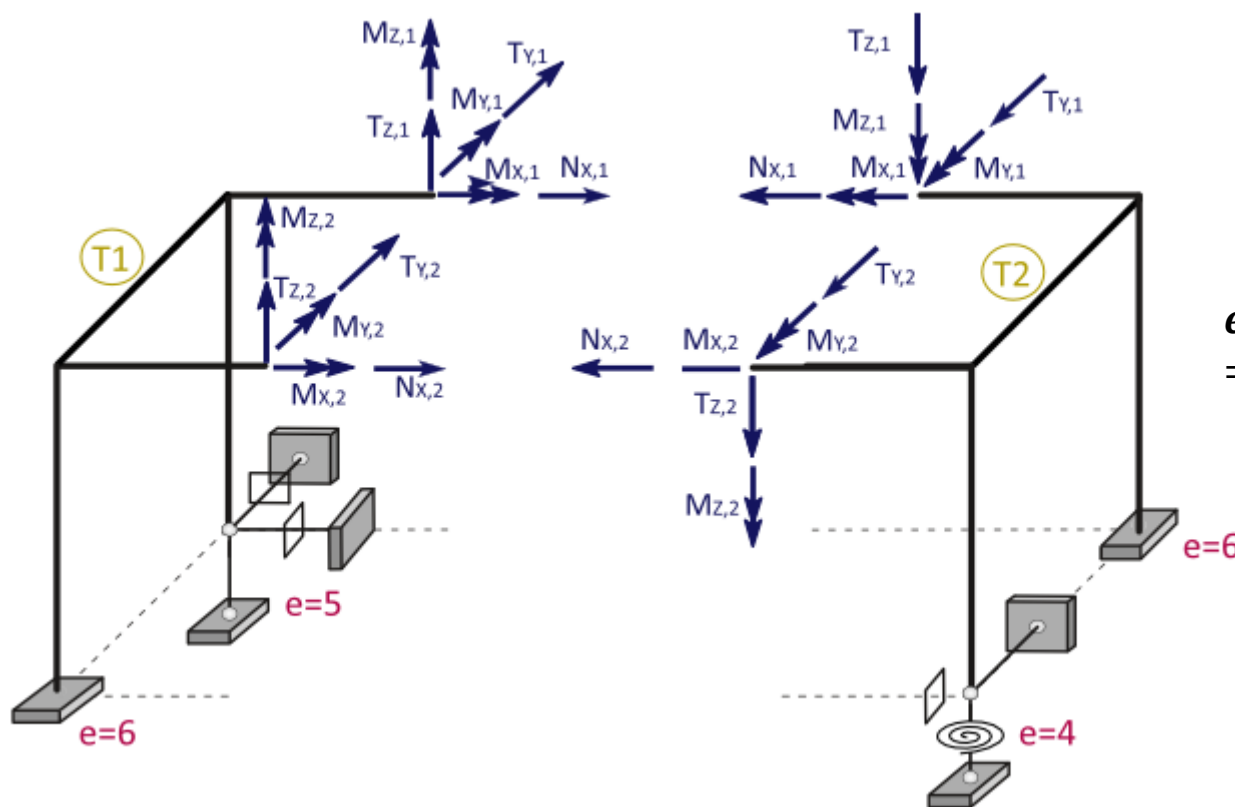 MZ,1
TY,1
MY,1
TZ,1
MX,1
NX,1
MZ,2
T1
TZ,2
TY,2
MY,2
MX,2
NX,2
e=5
e=6
TZ,1
TY,1
MZ,1
NX,1
MX,1
MY,1
TY,2
T2
NX,2
MX,2
MY,2
TZ,2
MZ,2
e
=
e=6
e=4